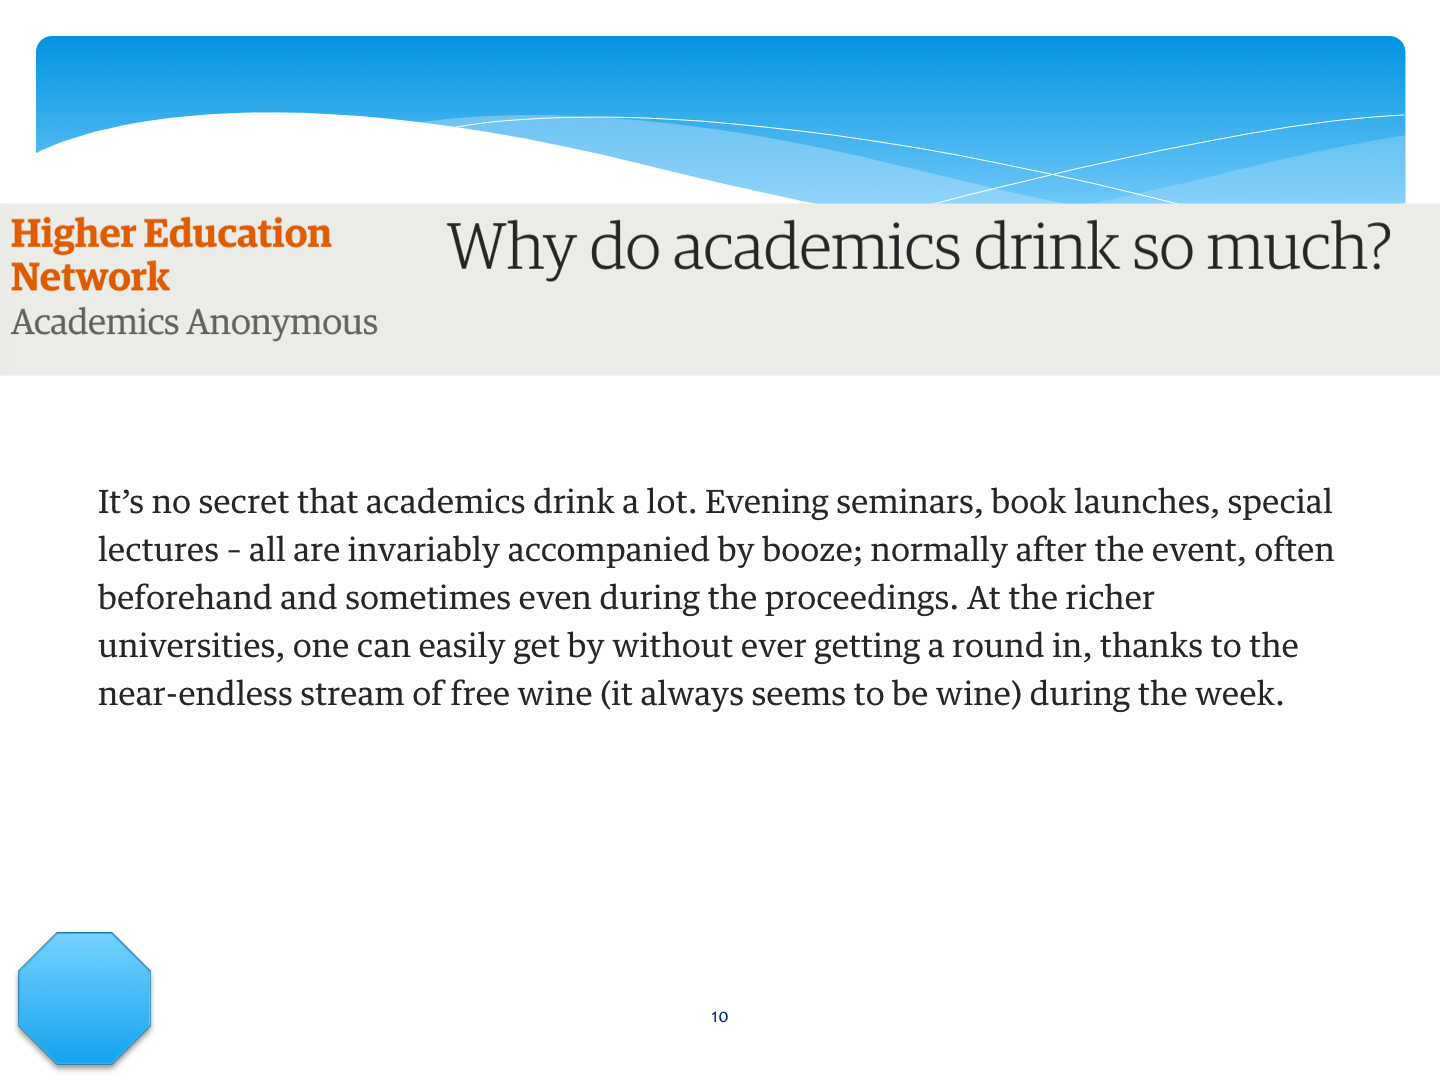 Higher Education
Network
Academics Anonymous
Why do academics drink so much?
It’s no secret that academics drink a lot. Evening seminars, book launches, special
lectures – all are invariably accompanied by booze; normally after the event, often
beforehand and sometimes even during the proceedings. At the richer
universities, one can easily get by without ever getting a round in, thanks to the
near-endless stream of free wine (it always seems to be wine) during the week.
10